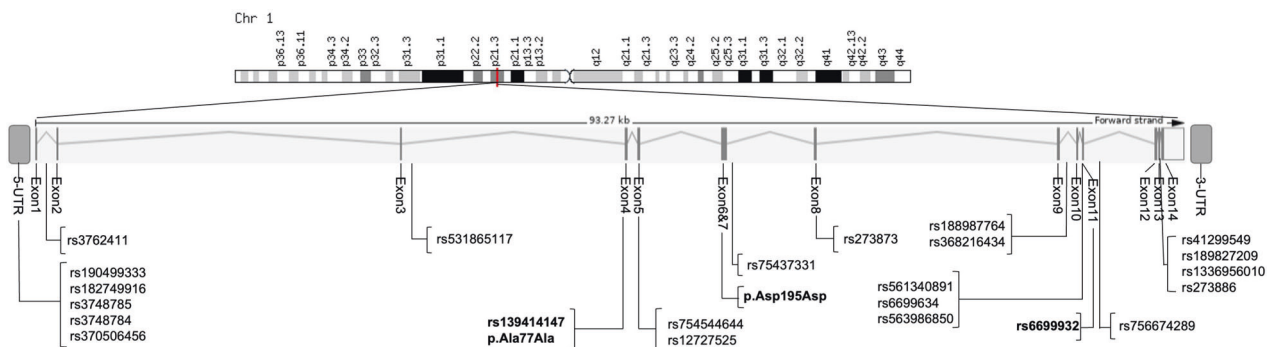 Chr 1
p36.13
p36.11
p34.3
p34.2
p33
p32.3
p31.3
p31.1
p22.2
p21.3
p21.1
p13.3
p13.2
q12
q21.1
q21.3
q23.3
q24.2
q25.2
q25.3
q31.1
q31.3
q32.1
q32.2
q41
q42.13
q42.2
q43
q44
93.27 kb
Forward strand
5-UTR
Exon1
Exon2
Exon3
Exon4
Exon5
Exon6&7
Exon8
Exon9
Exon10
Exon11
Exon12
Exon13
Exon14
3-UTR
rs3762411
rs190499333
rs182749916
rs3748785
rs3748784
rs370506456
rs531865117
rs139414147
p.Ala77Ala
rs754544644
rs12727525
rs75437331
p.Asp195Asp
rs273873
rs188987764
rs368216434
rs561340891
rs6699634
rs563986850
rs6699932
rs756674289
rs41299549
rs189827209
rs1336956010
rs273886